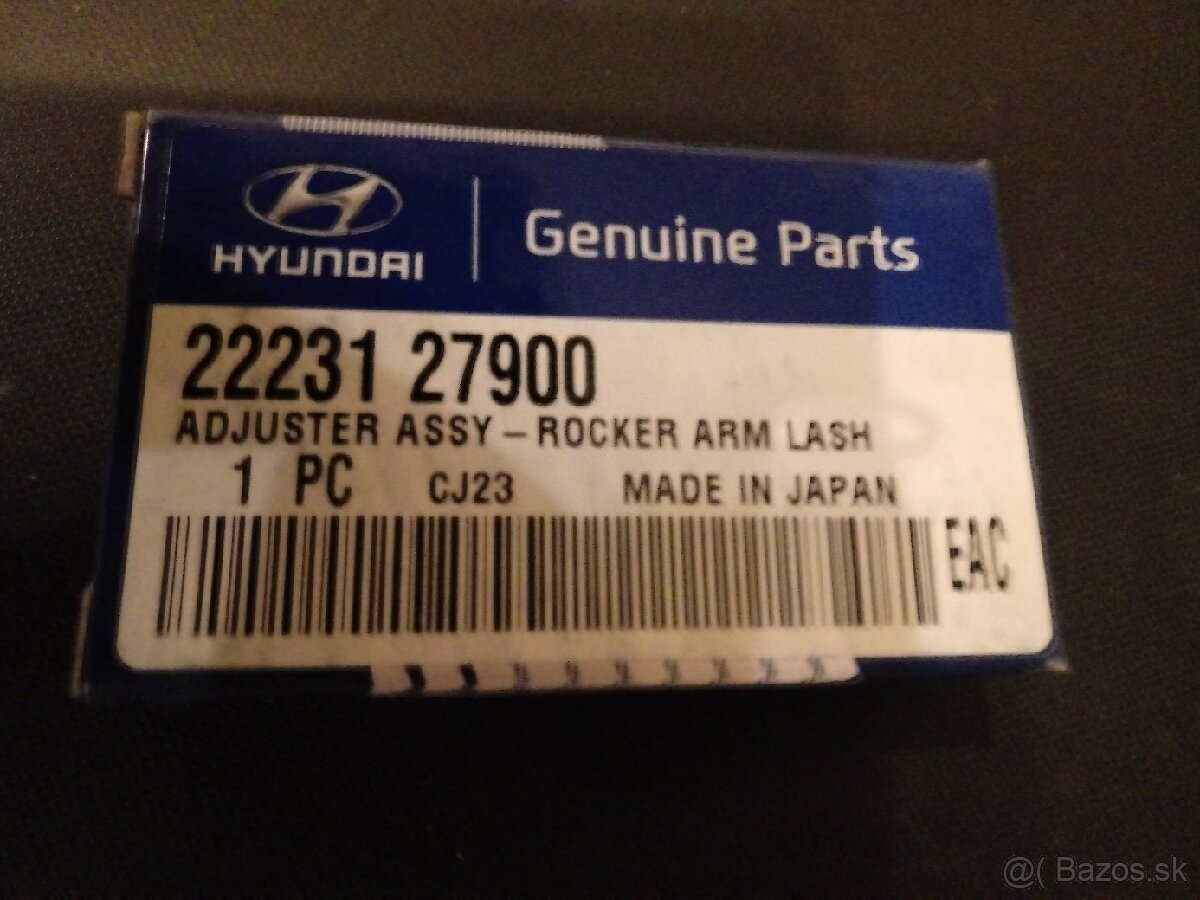 HYUNDAI
Genuine Parts
22231 27900
ADJUSTER ASSY – ROCKER ARM LASH
1 PC CJ23 MADE IN JAPAN
EAC
@( Bazos.sk